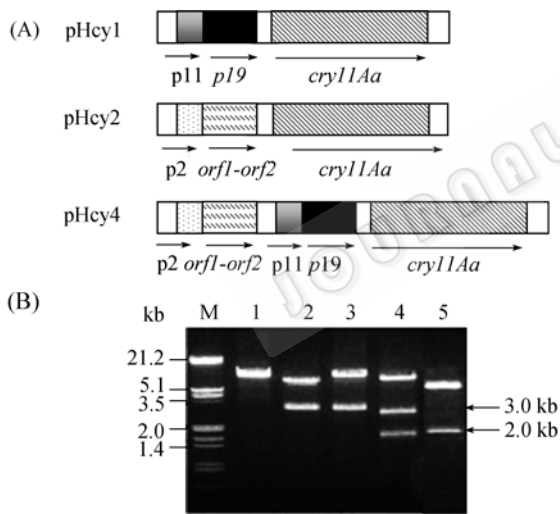 (A)
pHcy1
p11 p19 cry11Aa
pHcy2
p2 orf1-orf2 cry11Aa
pHcy4
p2 orf1-orf2 p11 p19 cry11Aa
JOURNAL
(B)
kb M 1 2 3 4 5
21.2
5.1
3.5
2.0
1.4
3.0 kb
2.0 kb